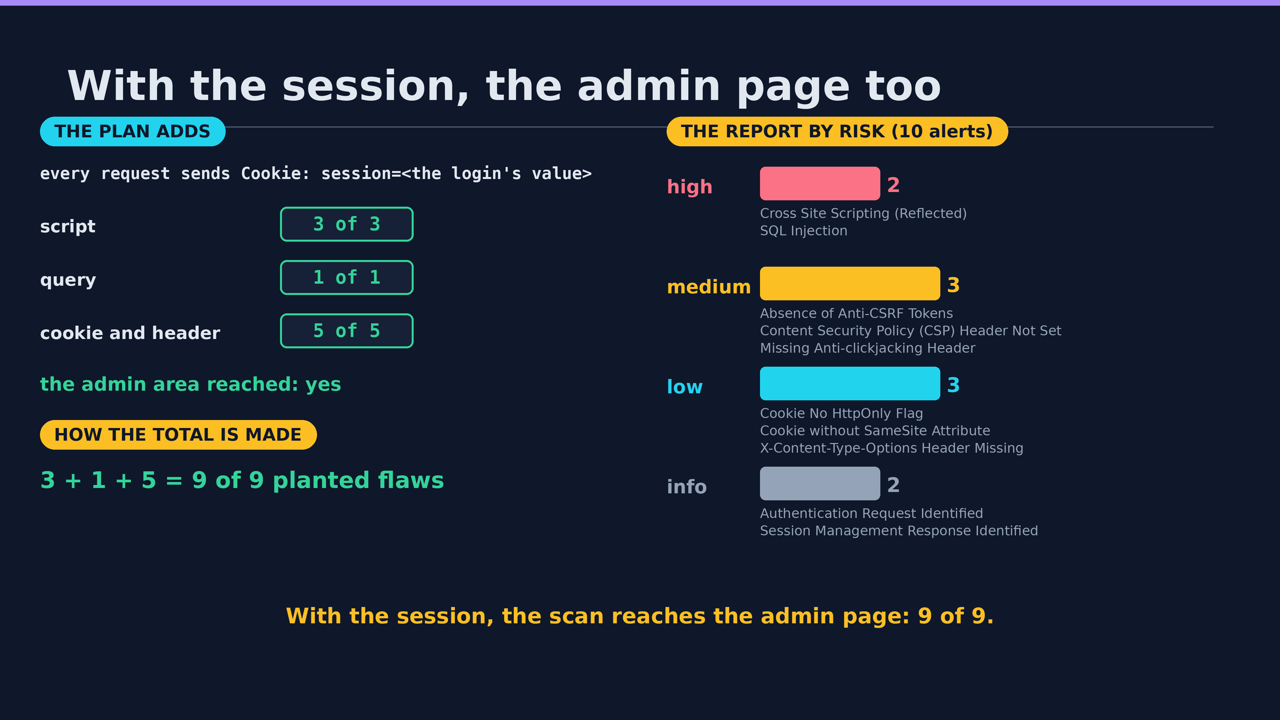 With the session, the admin page too
THE PLAN ADDS
every request sends Cookie: session=<the login's value>
script
3 of 3
query
1 of 1
cookie and header
5 of 5
the admin area reached: yes
HOW THE TOTAL IS MADE
3 + 1 + 5 = 9 of 9 planted flaws
THE REPORT BY RISK (10 alerts)
high
2
Cross Site Scripting (Reflected)
SQL Injection
medium
3
Absence of Anti-CSRF Tokens
Content Security Policy (CSP) Header Not Set
Missing Anti-clickjacking Header
low
3
Cookie No HttpOnly Flag
Cookie without SameSite Attribute
X-Content-Type-Options Header Missing
info
2
Authentication Request Identified
Session Management Response Identified
With the session, the scan reaches the admin page: 9 of 9.